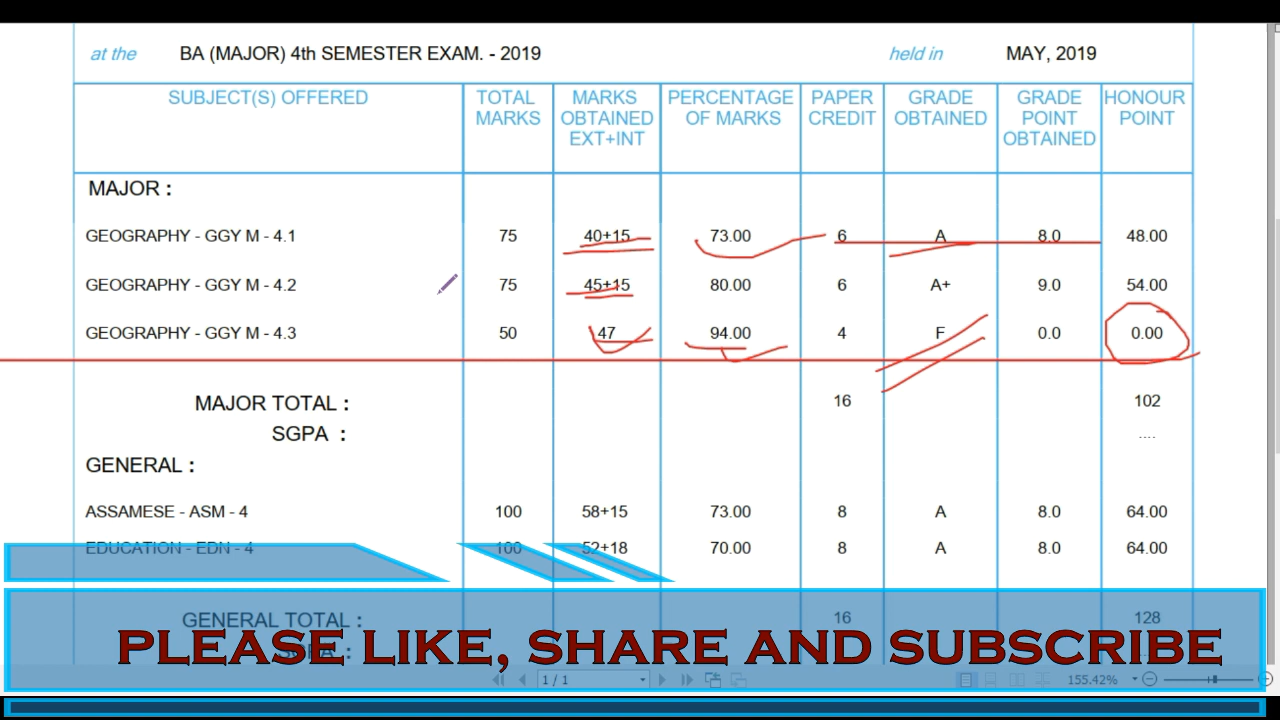 at the BA (MAJOR) 4th SEMESTER EXAM. - 2019 held in MAY, 2019
SUBJECT(S) OFFERED TOTAL MARKS MARKS OBTAINED EXT+INT PERCENTAGE OF MARKS PAPER CREDIT GRADE OBTAINED GRADE POINT OBTAINED HONOUR POINT
MAJOR :
GEOGRAPHY - GGY M - 4.1 75 40+15 73.00 6 A 8.0 48.00
GEOGRAPHY - GGY M - 4.2 75 45+15 80.00 6 A+ 9.0 54.00
GEOGRAPHY - GGY M - 4.3 50 47 94.00 4 F 0.0 0.00
MAJOR TOTAL : 16 102
SGPA : ....
GENERAL :
ASSAMESE - ASM - 4 100 58+15 73.00 8 A 8.0 64.00
EDUCATION - EDN - 4 100 52+18 70.00 8 A 8.0 64.00
GENERAL TOTAL : 16 128
SGPA :
PLEASE LIKE, SHARE AND SUBSCRIBE
1 / 1 155.42%